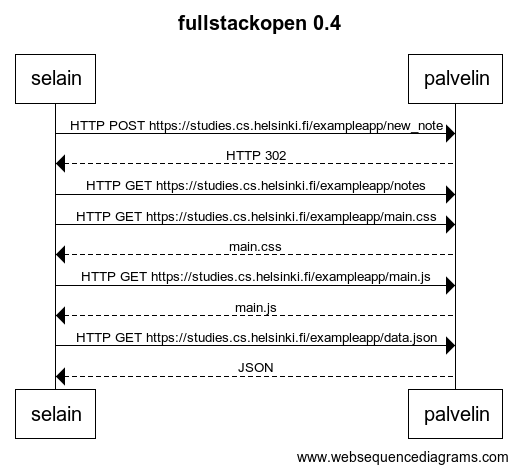 fullstackopen 0.4
selain
palvelin
HTTP POST https://studies.cs.helsinki.fi/exampleapp/new_note
HTTP 302
HTTP GET https://studies.cs.helsinki.fi/exampleapp/notes
HTTP GET https://studies.cs.helsinki.fi/exampleapp/main.css
main.css
HTTP GET https://studies.cs.helsinki.fi/exampleapp/main.js
main.js
HTTP GET https://studies.cs.helsinki.fi/exampleapp/data.json
JSON
selain
palvelin
www.websequencediagrams.com